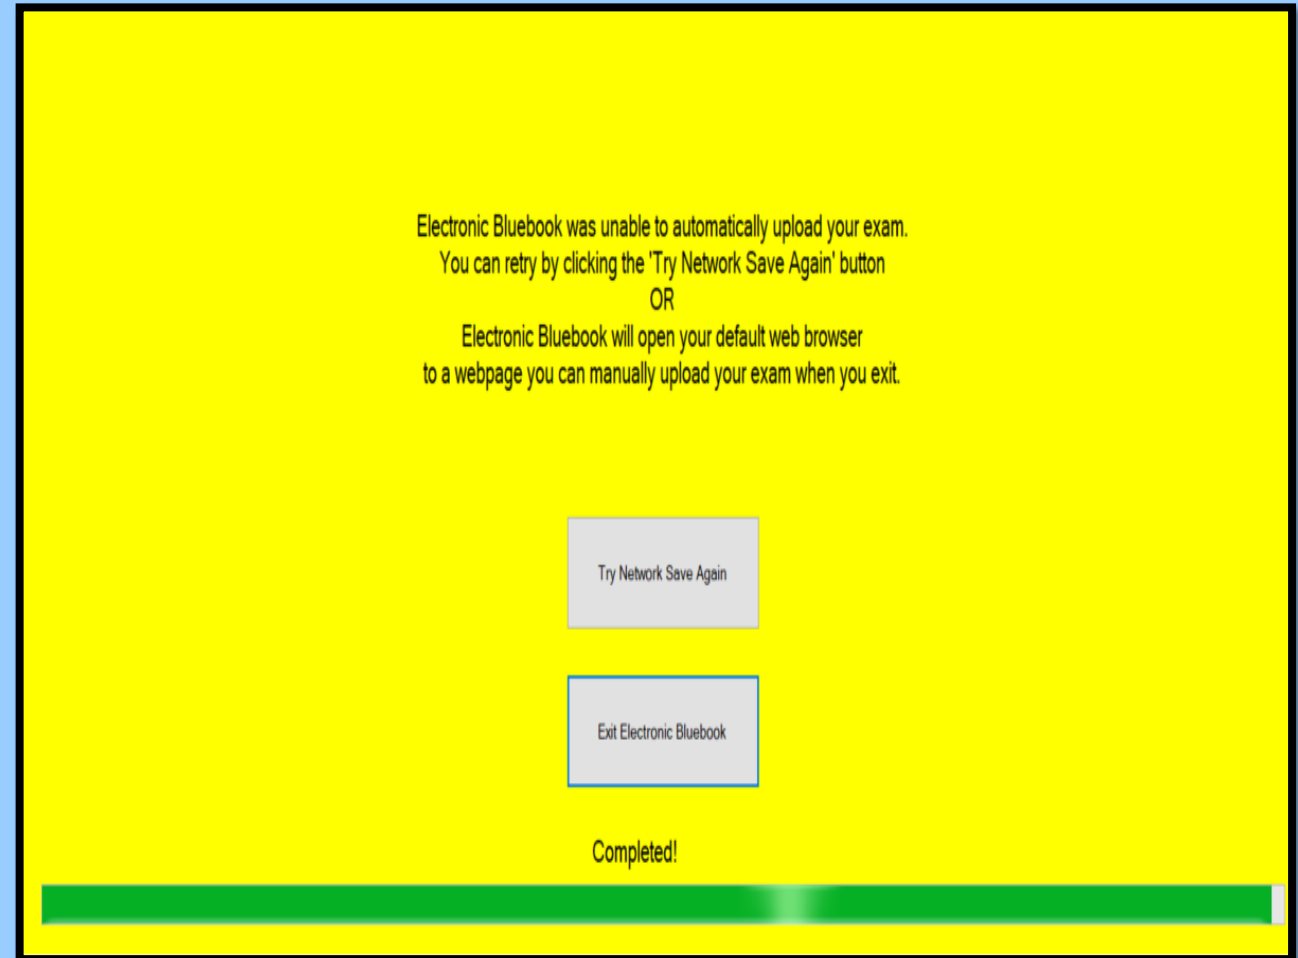 Electronic Bluebook was unable to automatically upload your exam.
You can retry by clicking the 'Try Network Save Again' button
OR
Electronic Bluebook will open your default web browser
to a webpage you can manually upload your exam when you exit.
Try Network Save Again
Exit Electronic Bluebook
Completed!